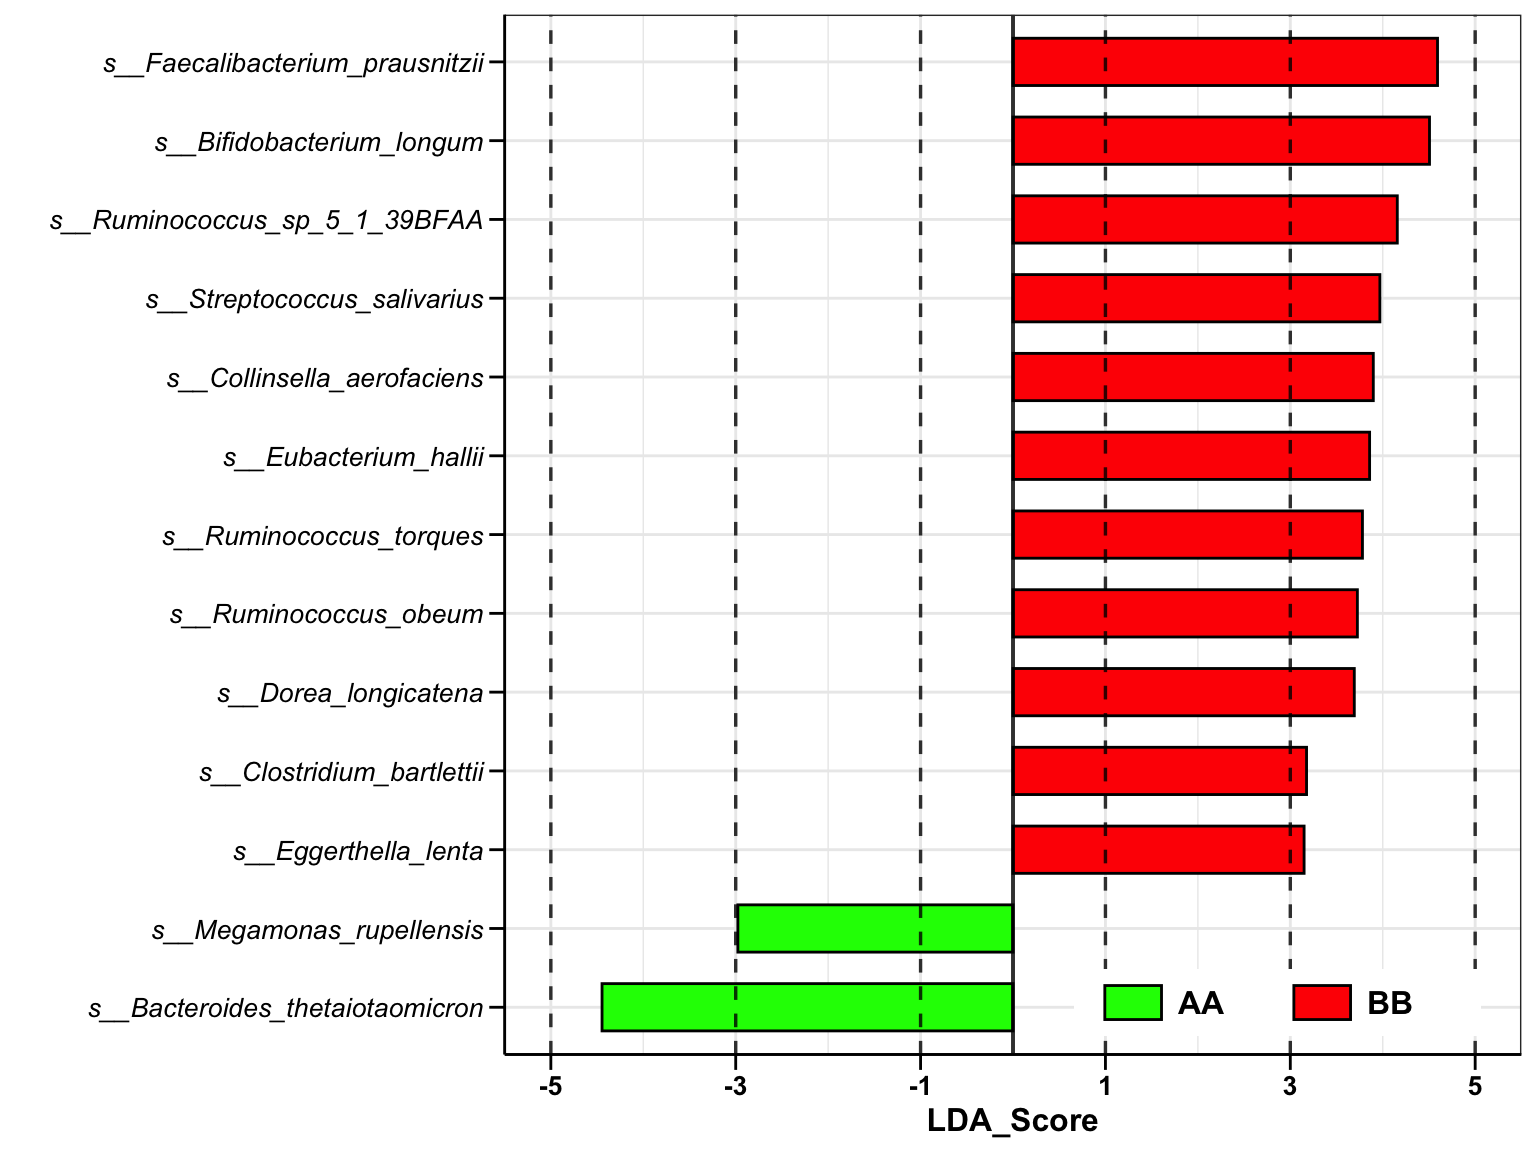 s__Faecalibacterium_prausnitzii
s__Bifidobacterium_longum
s__Ruminococcus_sp_5_1_39BFAA
s__Streptococcus_salivarius
s__Collinsella_aerofaciens
s__Eubacterium_hallii
s__Ruminococcus_torques
s__Ruminococcus_obeum
s__Dorea_longicatena
s__Clostridium_bartlettii
s__Eggerthella_lenta
s__Megamonas_rupellensis
s__Bacteroides_thetaiotaomicron
AA BB
-5 -3 -1 1 3 5
LDA_Score